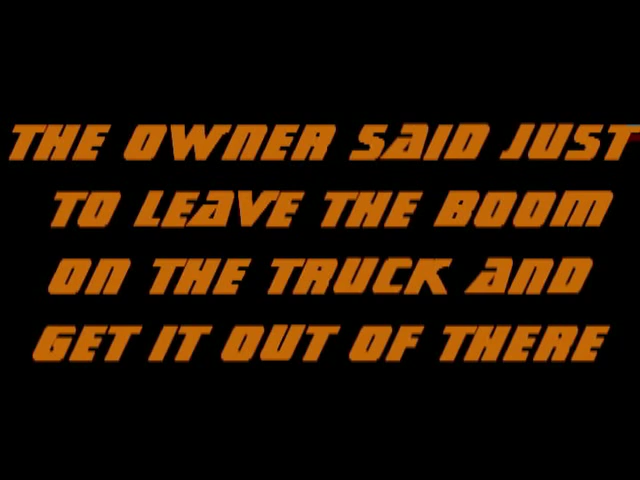 THE OWNER SAID JUST
TO LEAVE THE BOOM
ON THE TRUCK AND
GET IT OUT OF THERE